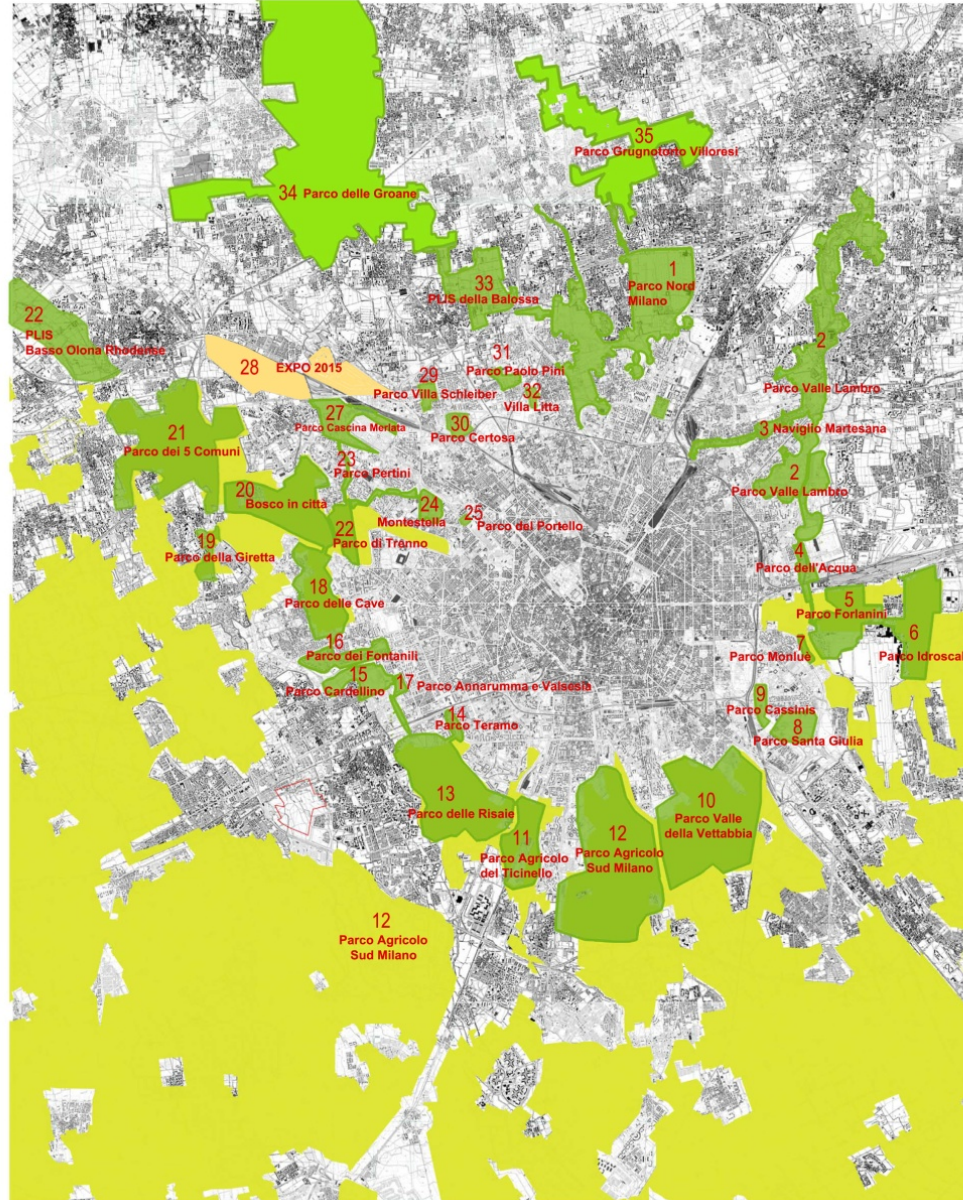 35
Parco Grugnotorto Villoresi
34 Parco delle Groane
1
Parco Nord
Milano
33
PLIS della Balossa
22
PLIS
Basso Olona Rhodense
2
28 EXPO 2015
31
Parco Paolo Pini
29
Parco Villa Schleiber
32
Villa Litta
Parco Valle Lambro
27
Parco Cascina Merlata
30
Parco Certosa
3 Naviglio Martesana
21
Parco dei 5 Comuni
23
Parco Pertini
2
Parco Valle Lambro
20
Bosco in città
24
Montestella
25
Parco del Portello
22
Parco di Trenno
19
Parco della Giretta
4
Parco dell'Acqua
18
Parco delle Cave
5
Parco Forlanini
6
Parco Idroscal
7
Parco Monluè
16
Parco dei Fontanili
15
Parco Cardellino
17 Parco Annarumma e Valsesia
9
Parco Cassinis
14
Parco Teramo
8
Parco Santa Giulia
13
Parco delle Risaie
10
Parco Valle
della Vettabbia
11
Parco Agricolo
del Ticinello
12
Parco Agricolo
Sud Milano
12
Parco Agricolo
Sud Milano